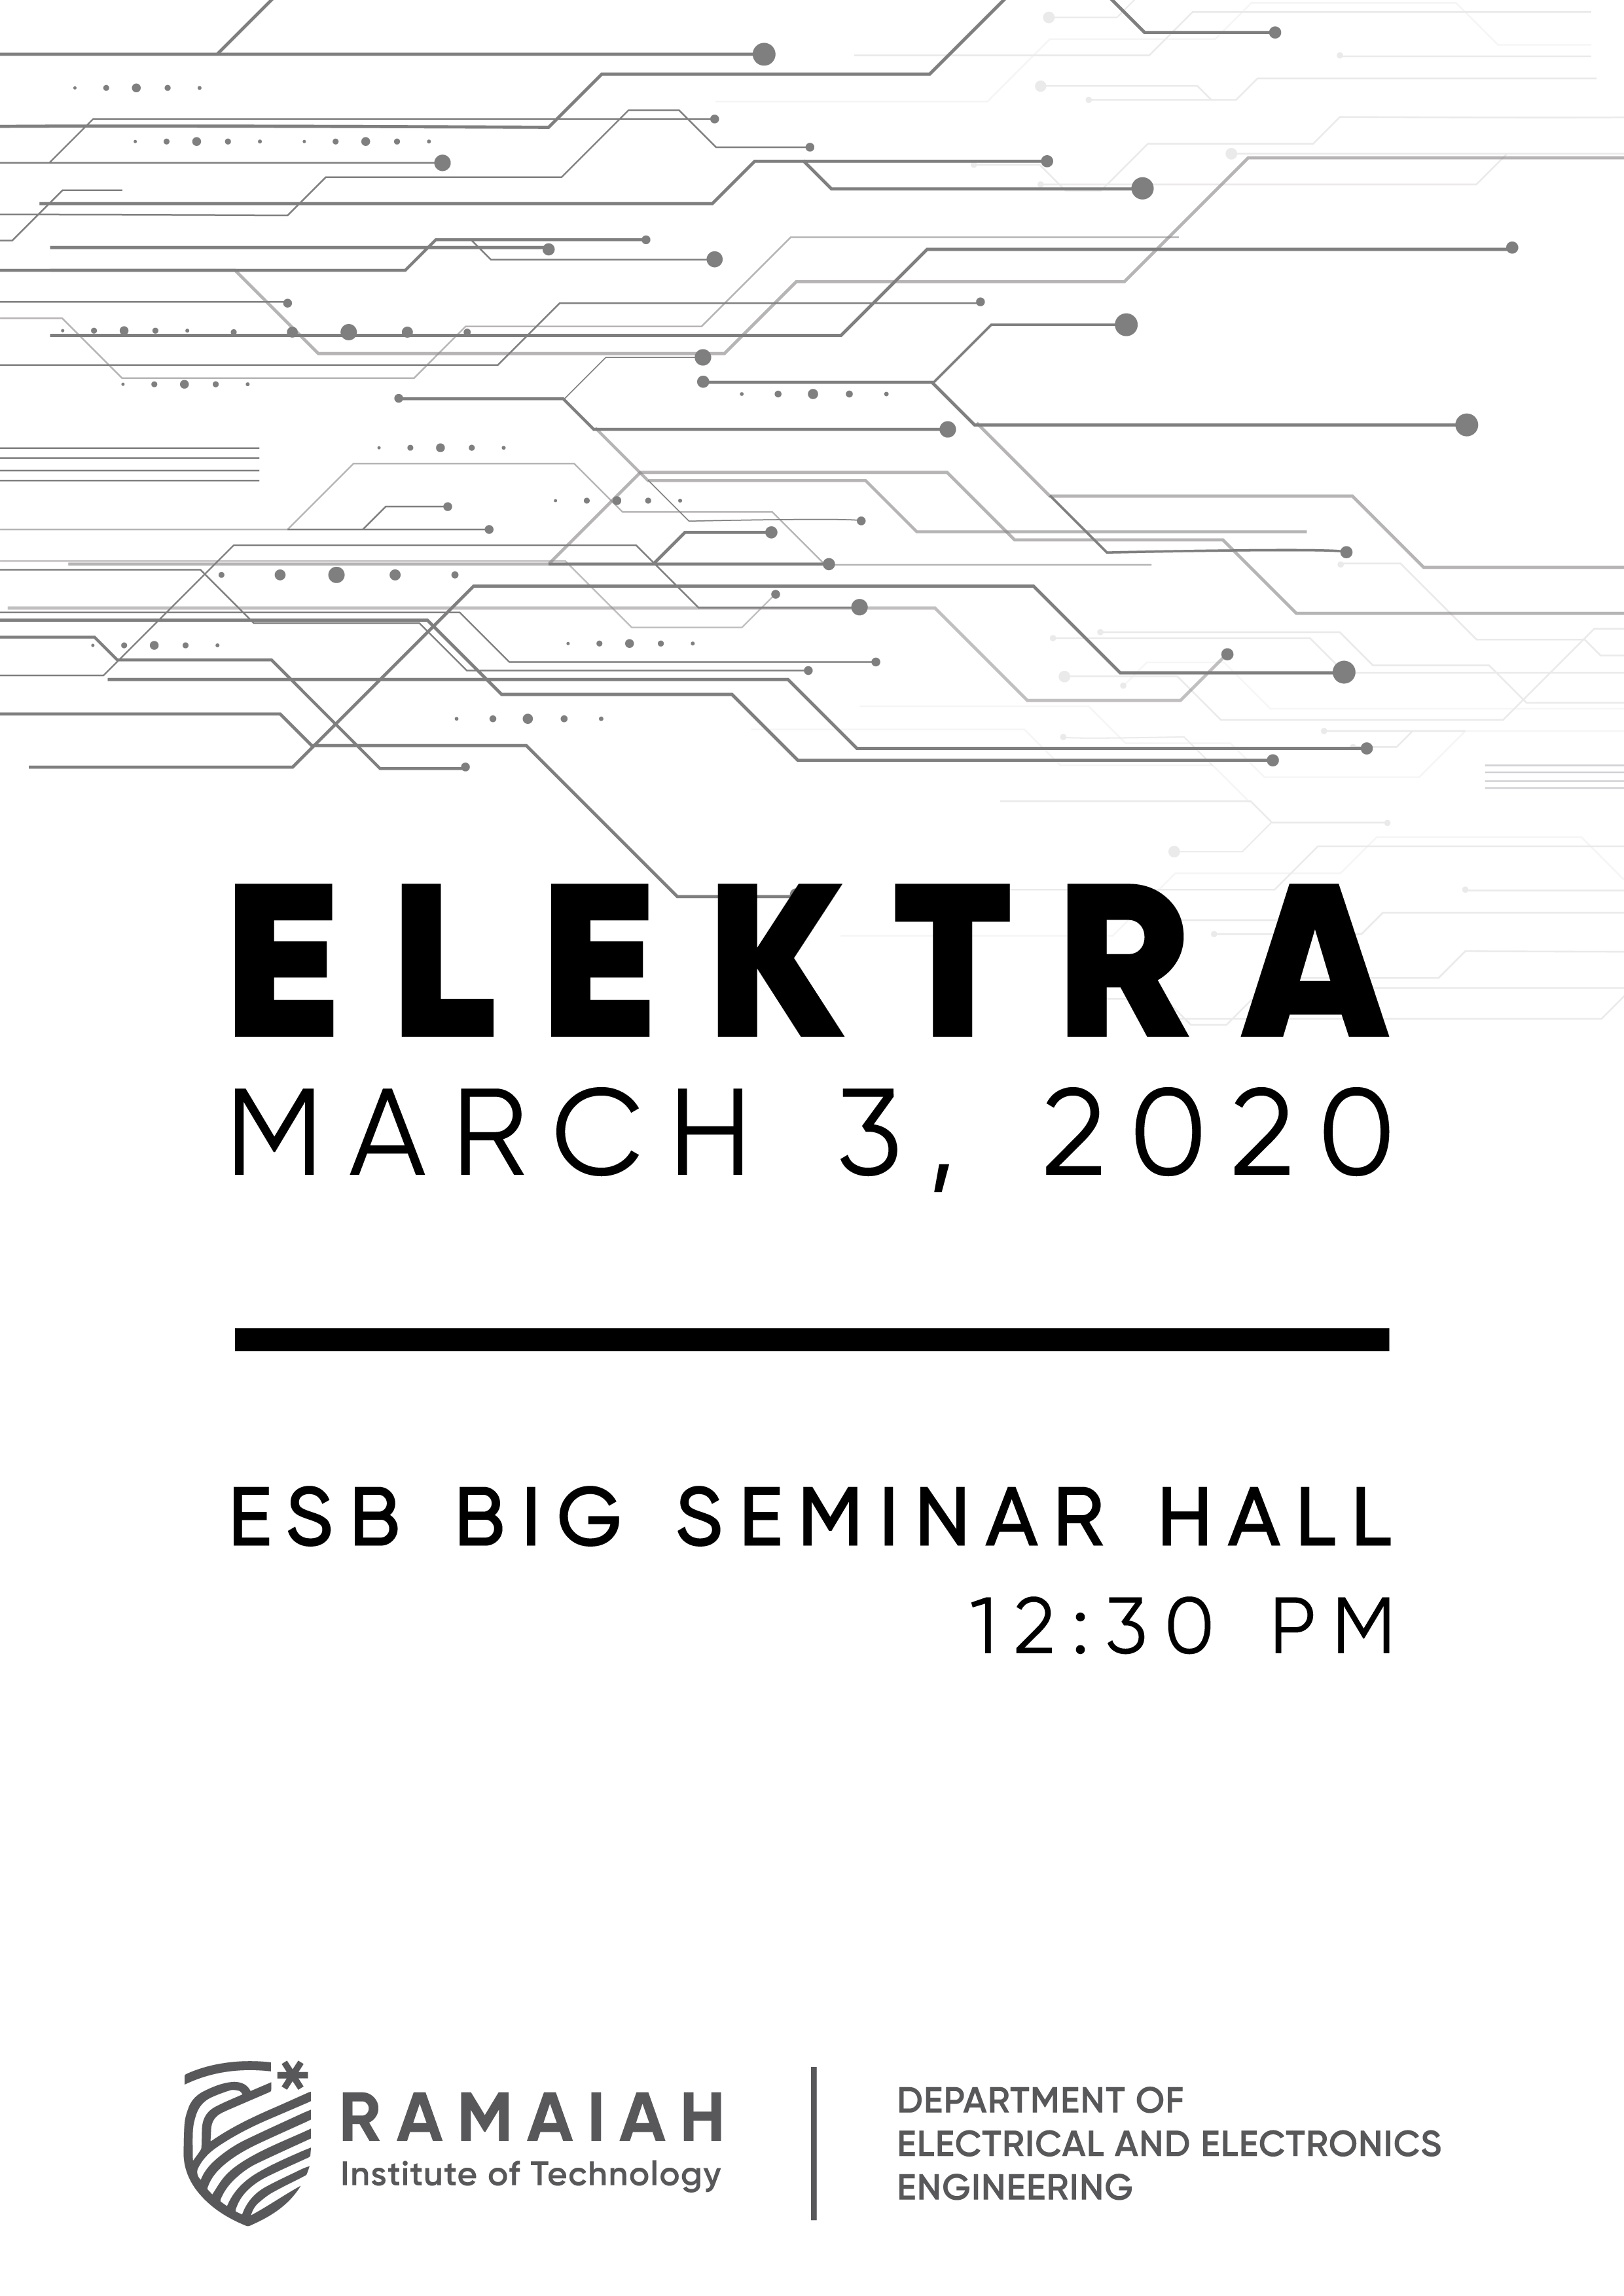 ELEKTRA
MARCH 3, 2020
ESB BIG SEMINAR HALL
12:30 PM
RAMAIAH
Institute of Technology
DEPARTMENT OF
ELECTRICAL AND ELECTRONICS
ENGINEERING